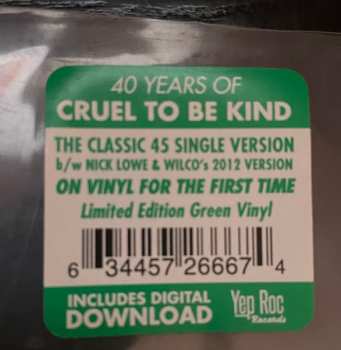 40 YEARS OF
CRUEL TO BE KIND
THE CLASSIC 45 SINGLE VERSION
b/w NICK LOWE & WILCO's 2012 VERSION
ON VINYL FOR THE FIRST TIME
Limited Edition Green Vinyl
6 34457 26667 4
INCLUDES DIGITAL
DOWNLOAD
Yep Roc
Records